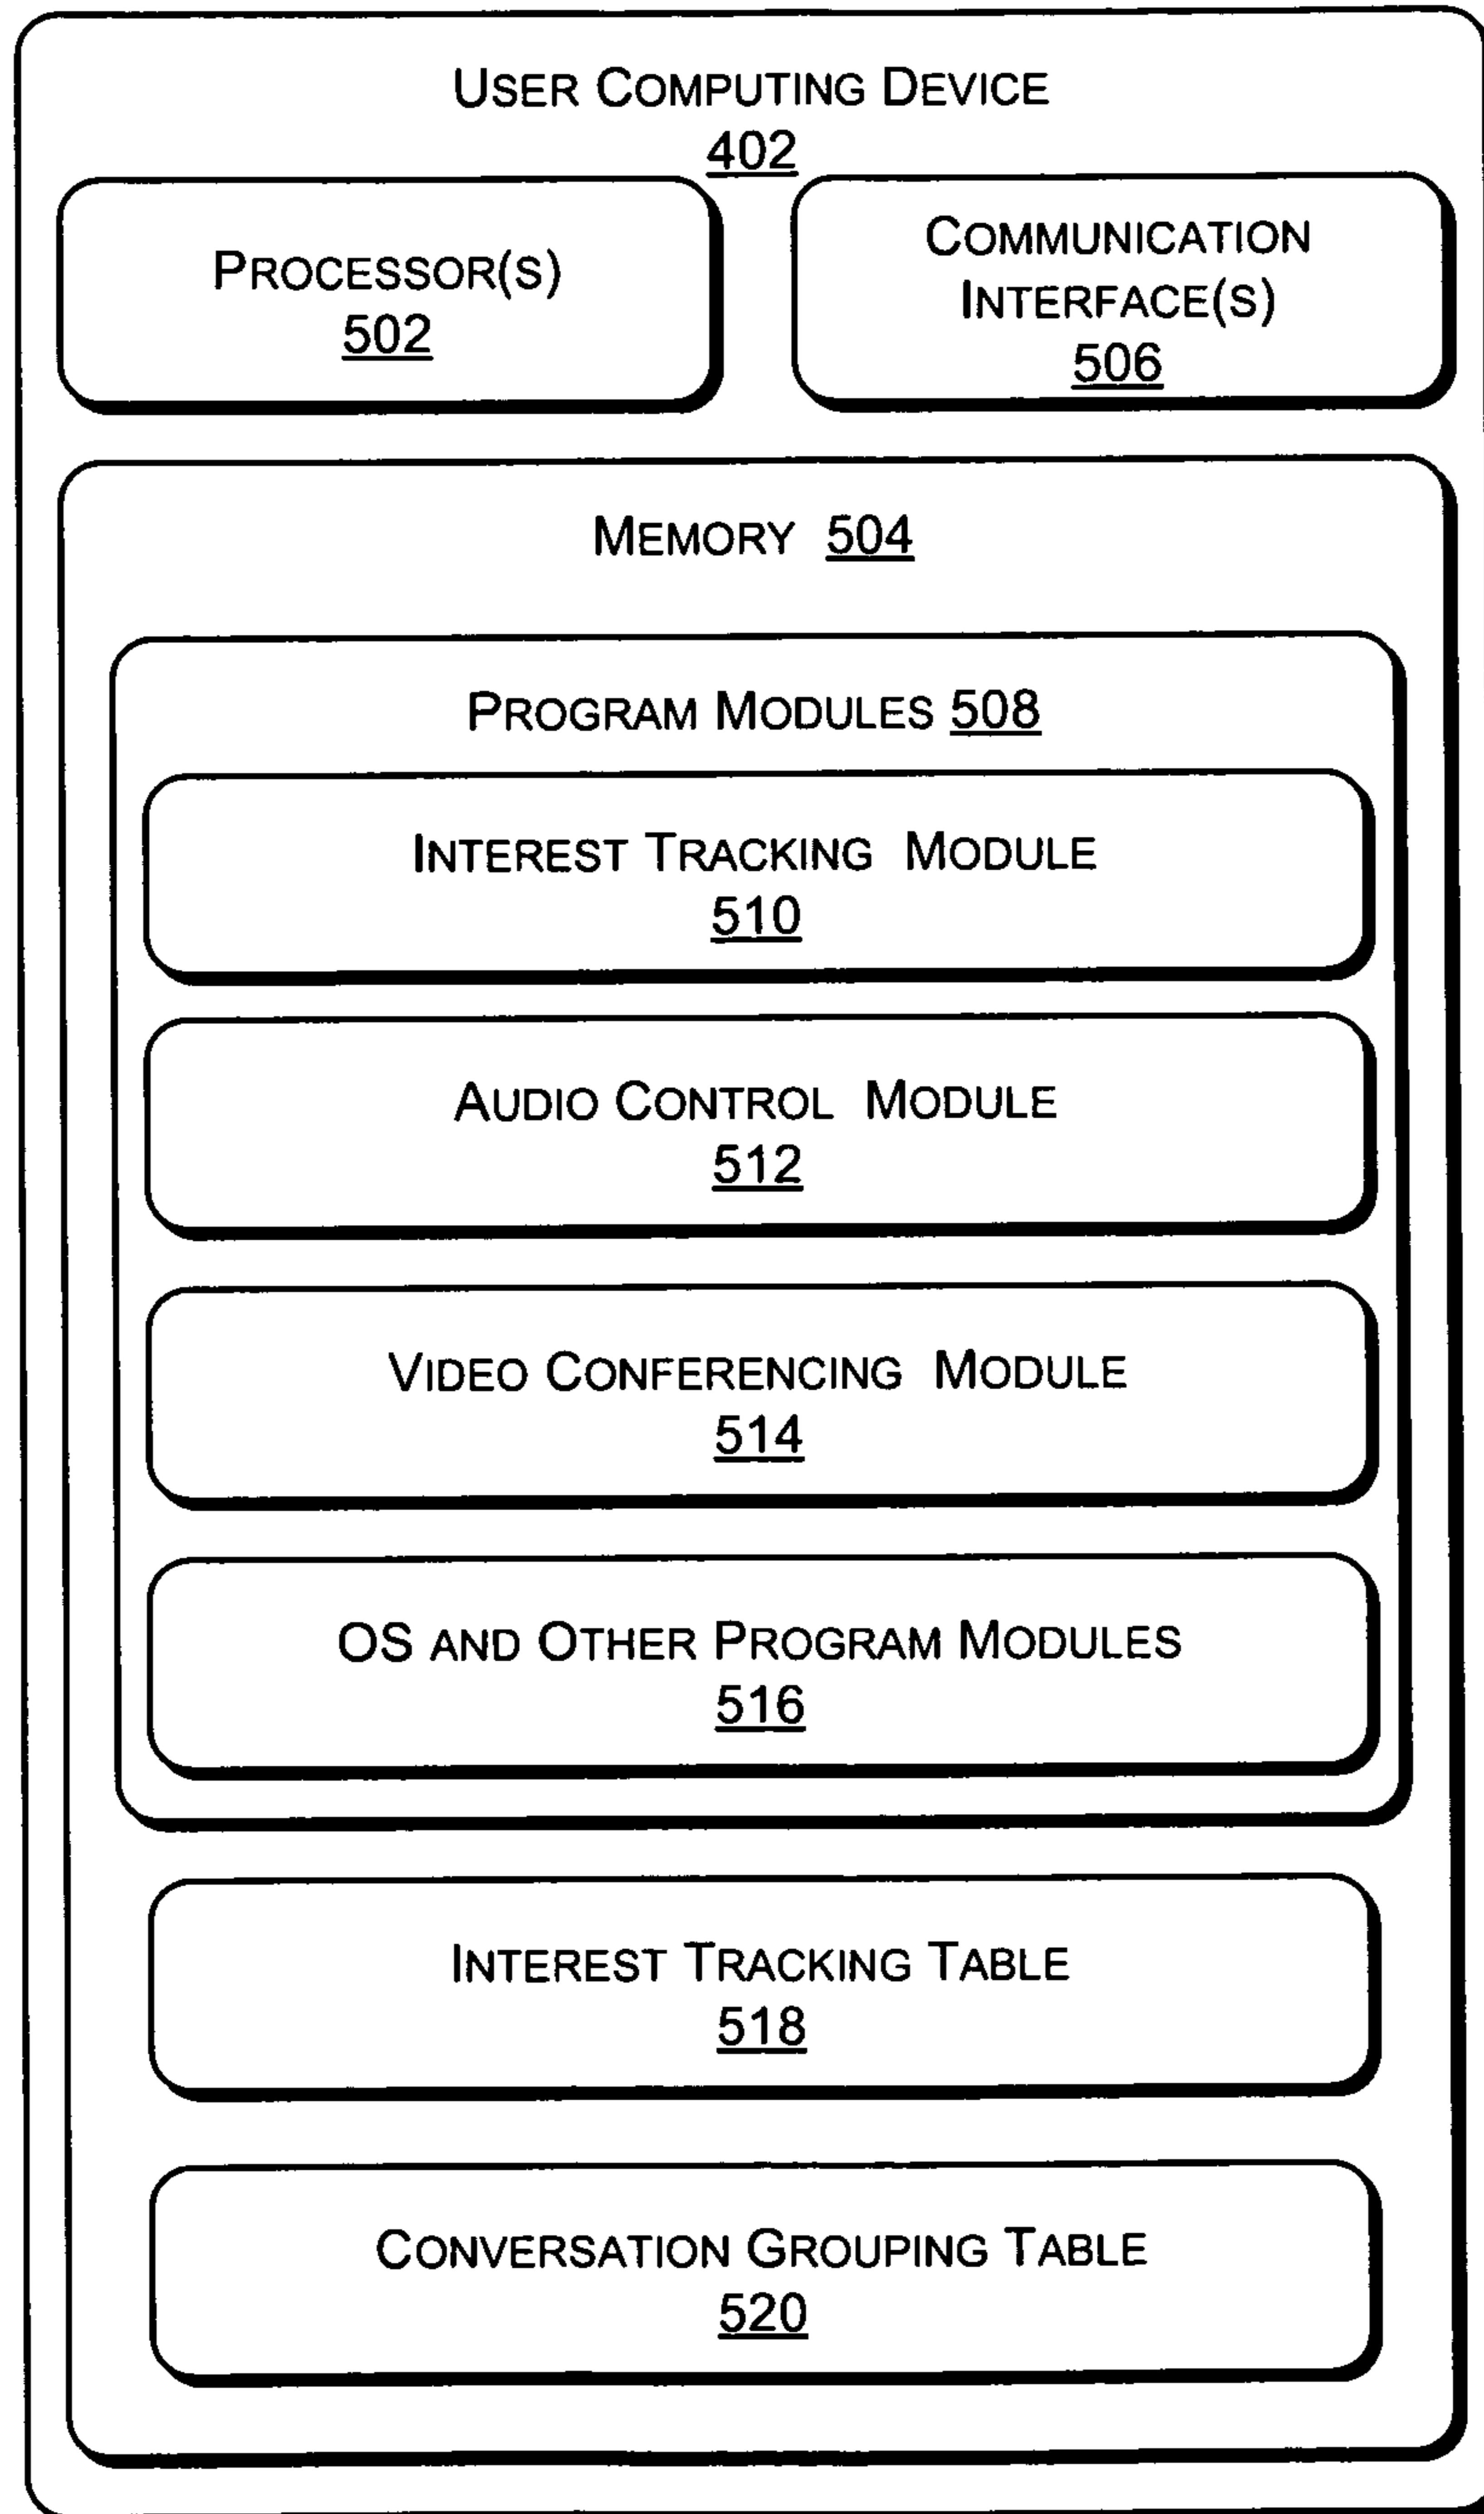 USER COMPUTING DEVICE
402
PROCESSOR(S)
502
COMMUNICATION
INTERFACE(S)
506
MEMORY 504
PROGRAM MODULES 508
INTEREST TRACKING MODULE
510
AUDIO CONTROL MODULE
512
VIDEO CONFERENCING MODULE
514
OS AND OTHER PROGRAM MODULES
516
INTEREST TRACKING TABLE
518
CONVERSATION GROUPING TABLE
520